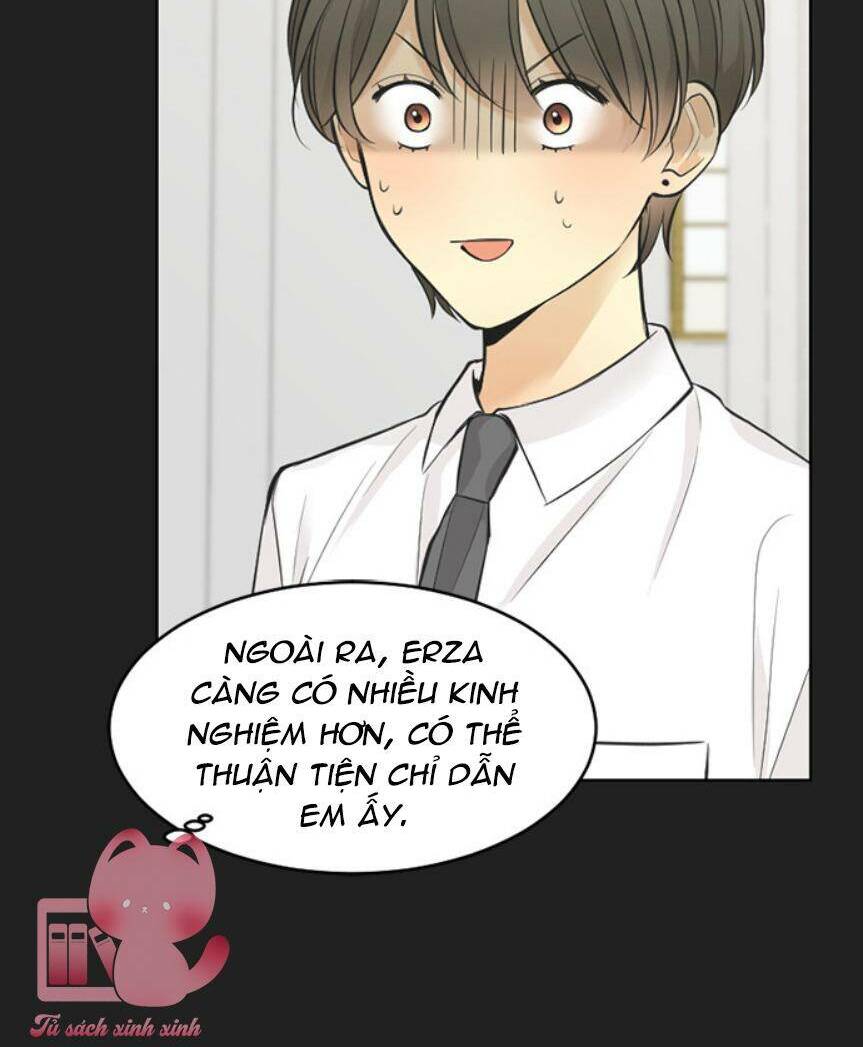 NGOÀI RA, ERZA
CÀNG CÓ NHIỀU KINH
NGHIỆM HƠN, CÓ THỂ
THUẬN TIỆN CHỈ DẪN
EM ẤY.
Tủ sách xinh xinh